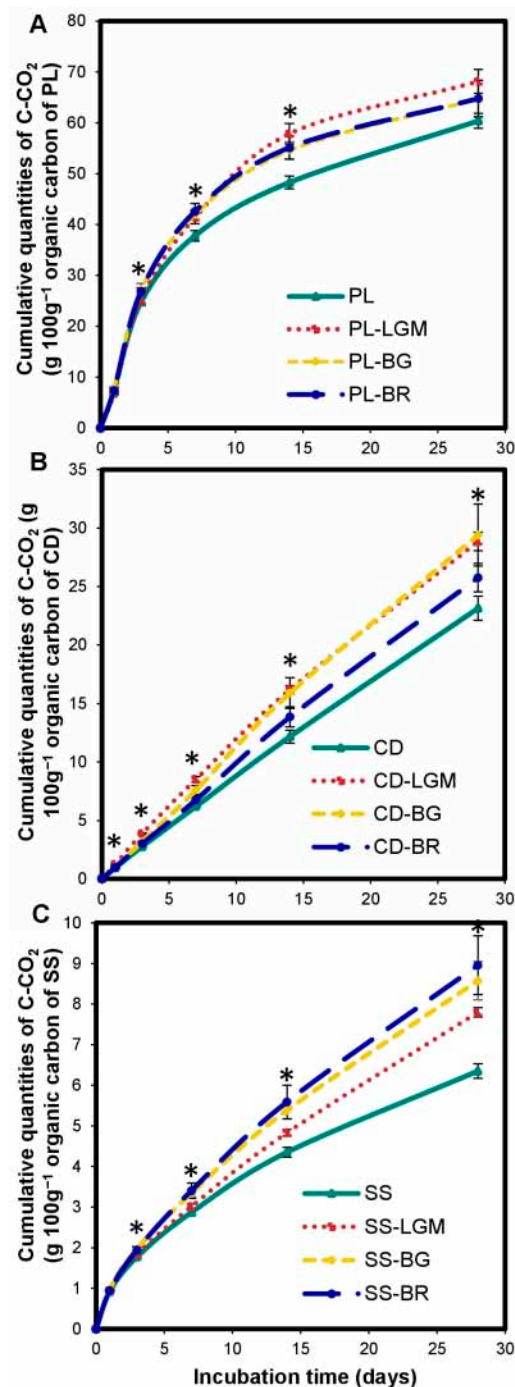 A
Cumulative quantities of C-CO₂
(g 100g⁻¹ organic carbon of PL)
80
70
60
50
40
30
20
10
0
*
*
*
PL
PL-LGM
PL-BG
PL-BR
0 5 10 15 20 25 30
B
Cumulative quantities of C-CO₂ (g
100g⁻¹ organic carbon of CD)
35
30
25
20
15
10
5
0
*
*
*
*
*
CD
CD-LGM
CD-BG
CD-BR
0 5 10 15 20 25 30
C
Cumulative quantities of C-CO₂
(g 100g⁻¹ organic carbon of SS)
10
9
8
7
6
5
4
3
2
1
0
*
*
*
*
SS
SS-LGM
SS-BG
SS-BR
0 5 10 15 20 25 30
Incubation time (days)